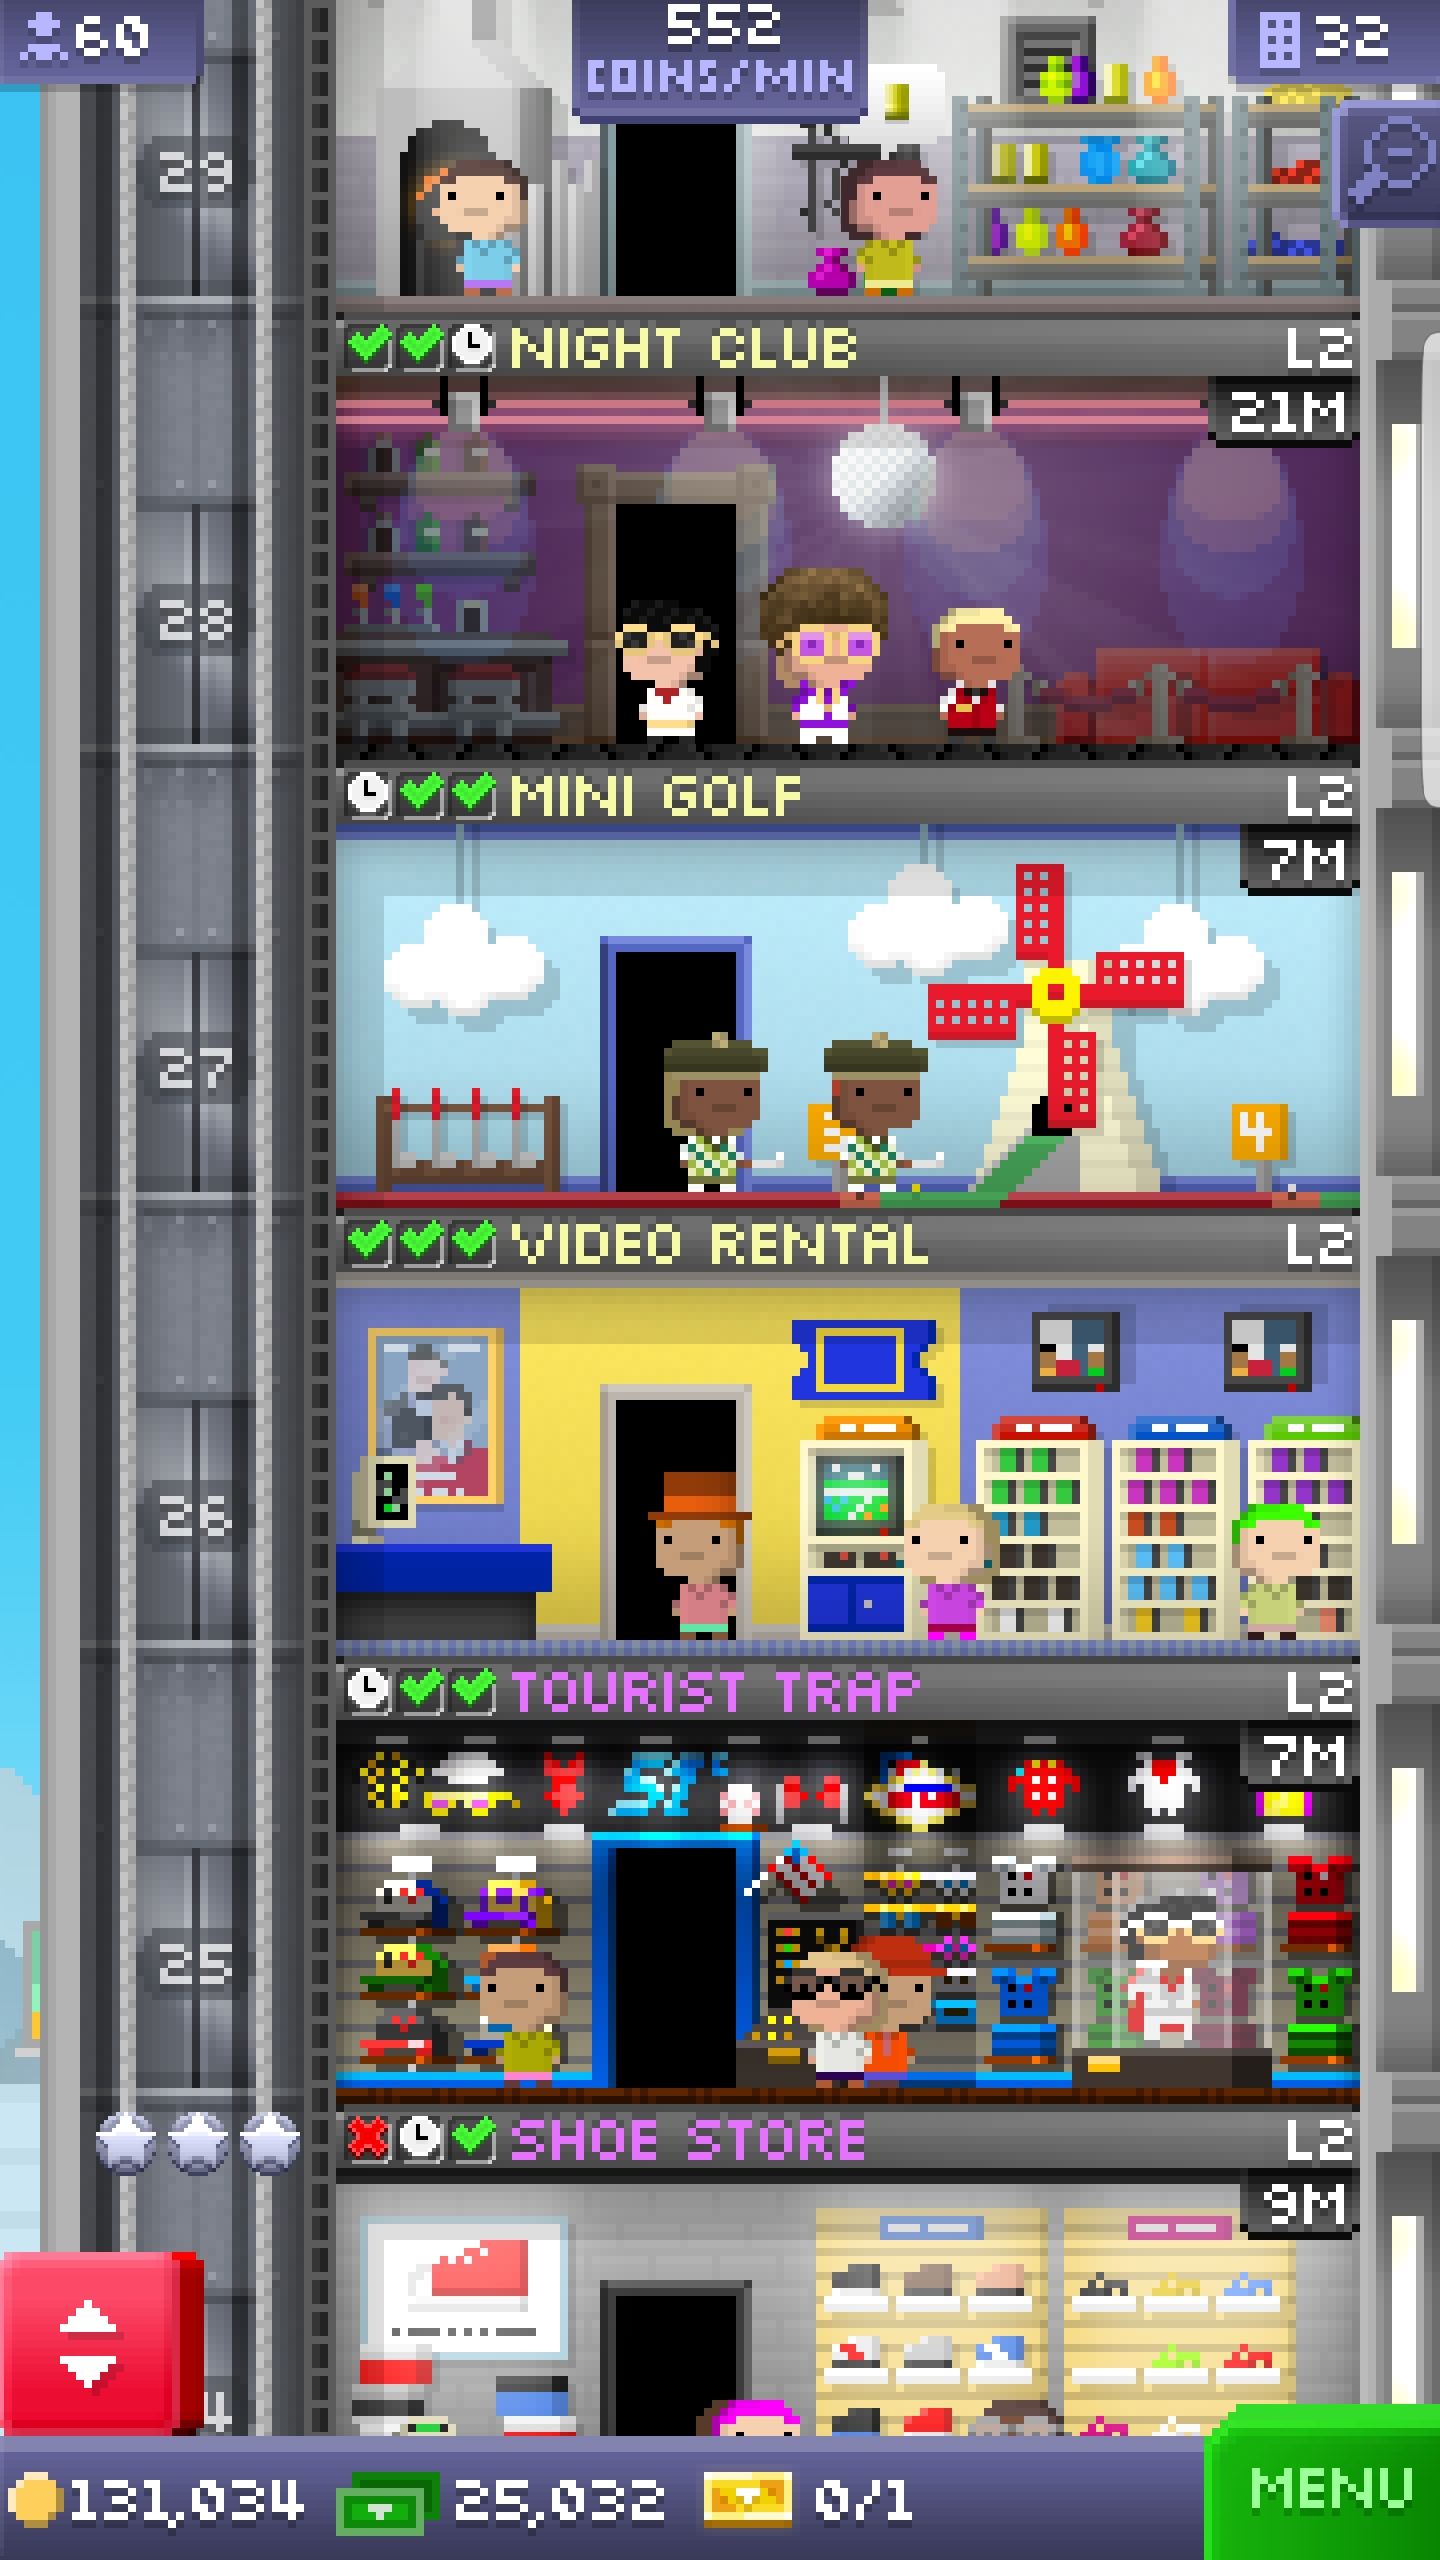 60
552
COINS/MIN
32
29
NIGHT CLUB L2
21M
28
MINI GOLF L2
7M
27
4
VIDEO RENTAL L2
26
TOURIST TRAP L2
7M
25
SHOE STORE L2
9M
4
131,034 25,032 0/1 MENU